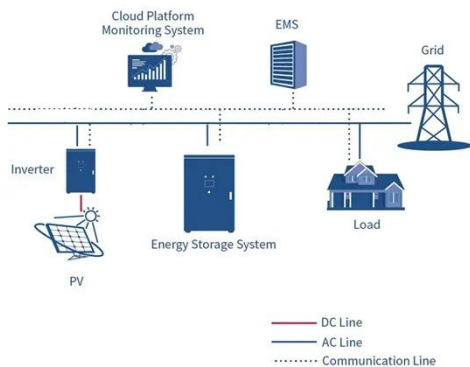 Cloud Platform
Monitoring System
EMS
Grid
Inverter
Energy Storage System
Load
PV
DC Line
AC Line
Communication Line